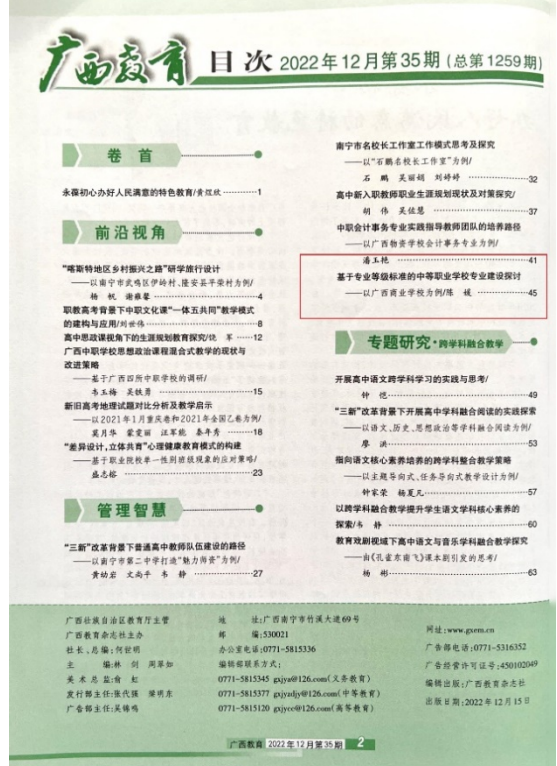 广西教育 目次 2022年12月第35期(总第1259期)
卷首
永葆初心办好人民满意的特色教育/黄煜欣 1
前沿视角
“喀斯特地区乡村振兴之路”研学旅行设计
——以南宁市武鸣区伊岭村、隆安县平荣村为例/
杨帆 谢雅馨 4
职教高考背景下中职文化课“一体五共同”教学模式
的建构与应用/刘世伟 8
高中思政课视角下的生涯规划教育探究/饶军 12
广西中职学校思想政治课程混合式教学的现状与
改进策略
——基于广西四所中职学校的调研/
韦玉梅 吴铁勇 15
新旧高考地理试题对比分析及教学启示
——以2021年1月重庆卷和2021年全国乙卷为例/
莫月华 蒙雯丽 汪军能 秦年秀 18
“差异设计,立体共育”心理健康教育模式的构建
——基于职业院校单一性别班级现象的应对策略/
盛志榕 23
管理智慧
“三新”改革背景下普通高中教师队伍建设的路径
——以南宁市第二中学打造“魅力师资”为例/
黄幼岩 文尚平 韦静 27
南宁市名校长工作室工作模式思考及探究
——以“石鹏名校长工作室”为例/
石鹏 吴丽娟 刘婷婷 32
高中新入职教师职业生涯规划现状及对策探究/
胡伟 吴佐慧 37
中职会计事务专业实践指导教师团队的培养路径
——以广西物资学校会计事务专业为例/
潘玉艳 41
基于专业等级标准的中等职业学校专业建设探讨
——以广西商业学校为例/陈媛 45
专题研究·跨学科融合教学
开展高中语文跨学科学习的实践与思考/
钟恺 49
“三新”改革背景下开展高中学科融合阅读的实践探索
——以语文、历史、思想政治等学科融合阅读为例/
廖洪 53
指向语文核心素养培养的跨学科整合教学策略
——以主题导向式、任务导向式教学设计为例/
钟家荣 杨夏凡 57
以跨学科融合教学提升学生语文学科核心素养的
探索/韦静 60
教育戏剧视域下高中语文与音乐学科融合教学探究
——由《孔雀东南飞》课本剧引发的思考/
杨彬 63
广西壮族自治区教育厅主管
广西教育杂志社主办
社长、总编:何世明
主编:林剑 周翠如
美术总监:俞虹
发行部主任:张代强 梁明东
广告部主任:吴锦鸣
地址:广西南宁市竹溪大道69号
邮编:530021
办公室电话:0771-5815336
编辑部联系方式:
0771-5815345 gxjya@126.com(义务教育)
0771-5815377 gxjyzdjy@126.com(中等教育)
0771-5815120 gxjycc@126.com(高等教育)
网址:www.gxem.cn
广告部电话:0771-5316352
广告经营许可证号:450102049
编辑出版:广西教育杂志社
出版日期:2022年12月15日
广西教育 2022年12月第35期 2